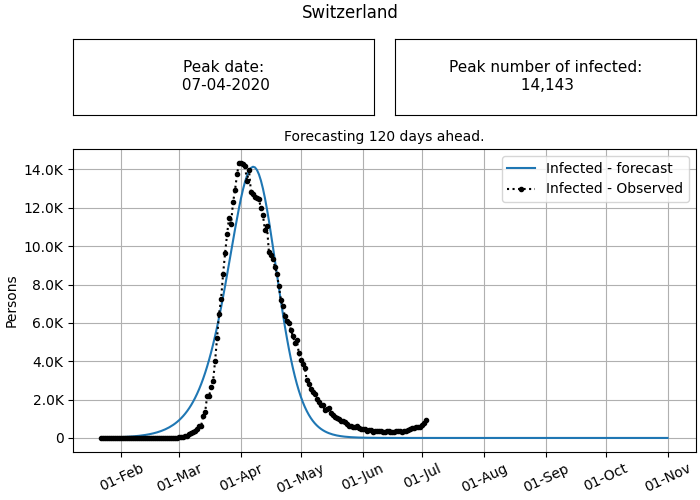 Switzerland
Peak date:
07-04-2020
Peak number of infected:
14,143
Forecasting 120 days ahead.
Infected - forecast
Infected - Observed
Persons
14.0K
12.0K
10.0K
8.0K
6.0K
4.0K
2.0K
0
01-Feb
01-Mar
01-Apr
01-May
01-Jun
01-Jul
01-Aug
01-Sep
01-Oct
01-Nov